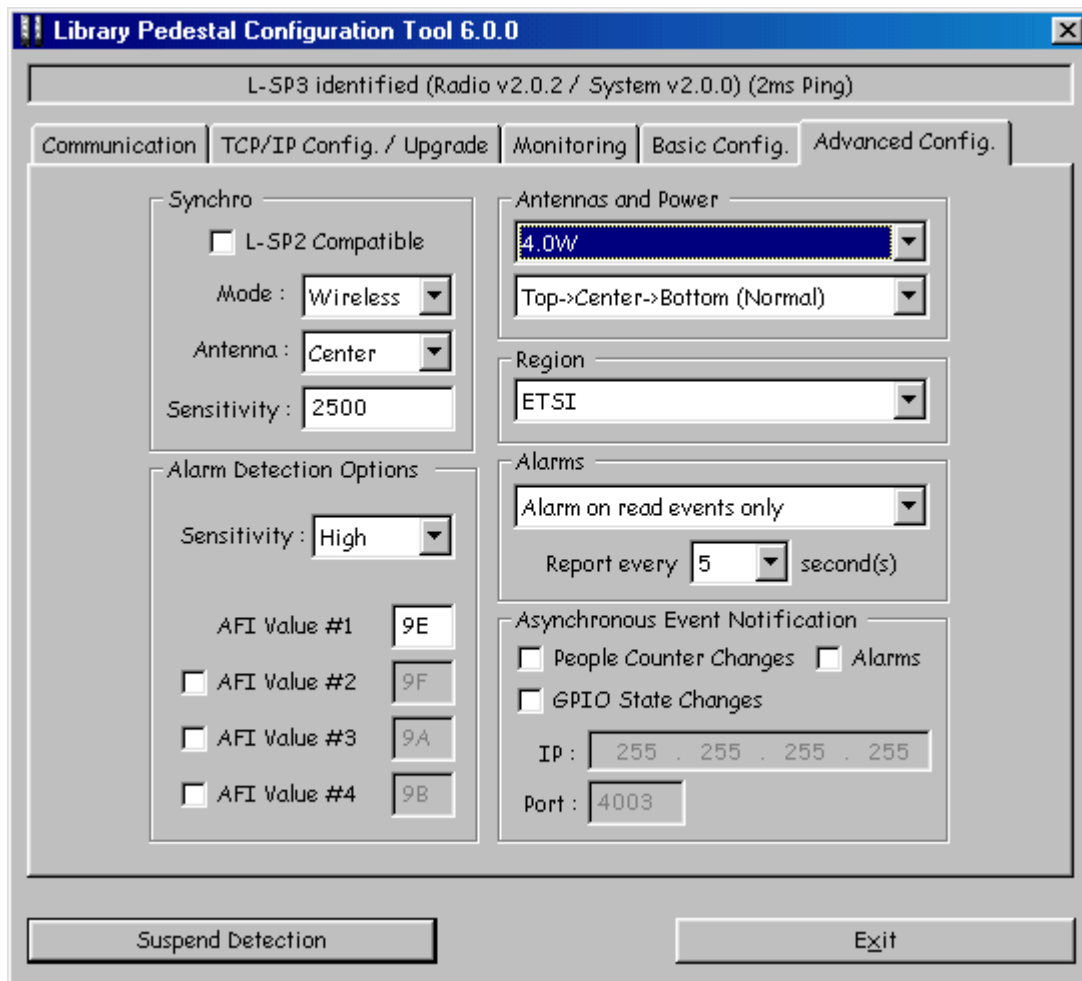 Library Pedestal Configuration Tool 6.0.0
L-SP3 identified (Radio v2.0.2 / System v2.0.0) (2ms Ping)
Communication
TCP/IP Config. / Upgrade
Monitoring
Basic Config.
Advanced Config.
Synchro
L-SP2 Compatible
Mode : Wireless
Antenna : Center
Sensitivity : 2500
Alarm Detection Options
Sensitivity : High
AFI Value #1 9E
AFI Value #2 9F
AFI Value #3 9A
AFI Value #4 9B
Antennas and Power
4.0W
Top->Center->Bottom (Normal)
Region
ETSI
Alarms
Alarm on read events only
Report every 5 second(s)
Asynchronous Event Notification
People Counter Changes Alarms
GPIO State Changes
IP : 255 . 255 . 255 . 255
Port : 4003
Suspend Detection
Exit